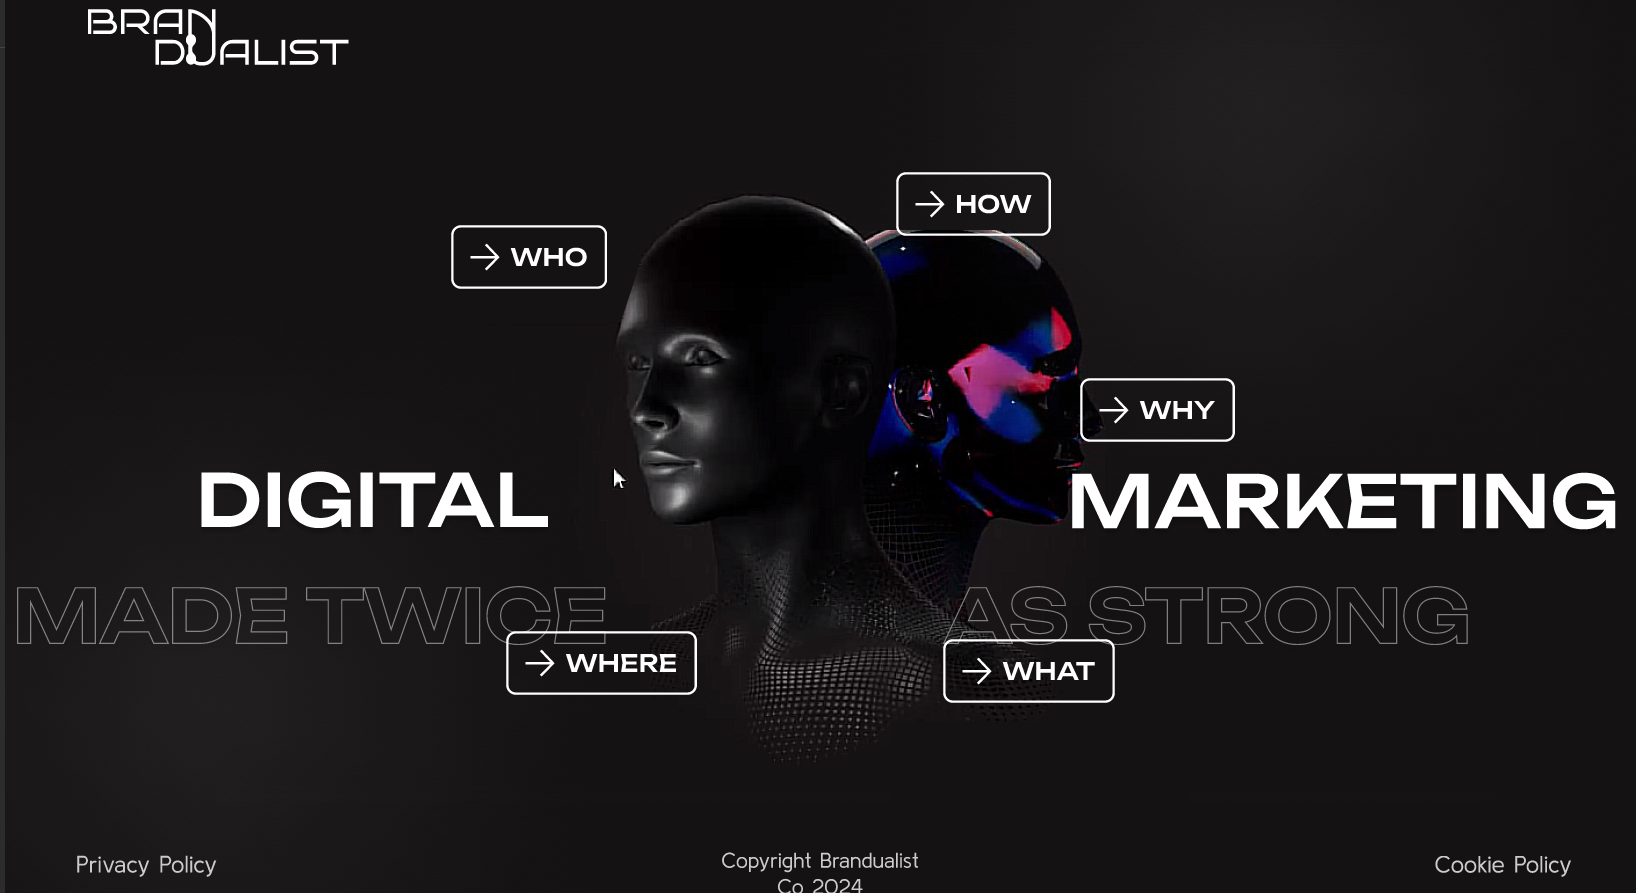 BRAN
DUALIST
HOW
WHO
WHY
DIGITAL MARKETING
MADE TWICE AS STRONG
WHERE
WHAT
Privacy Policy
Copyright Brandualist
Co 2024
Cookie Policy